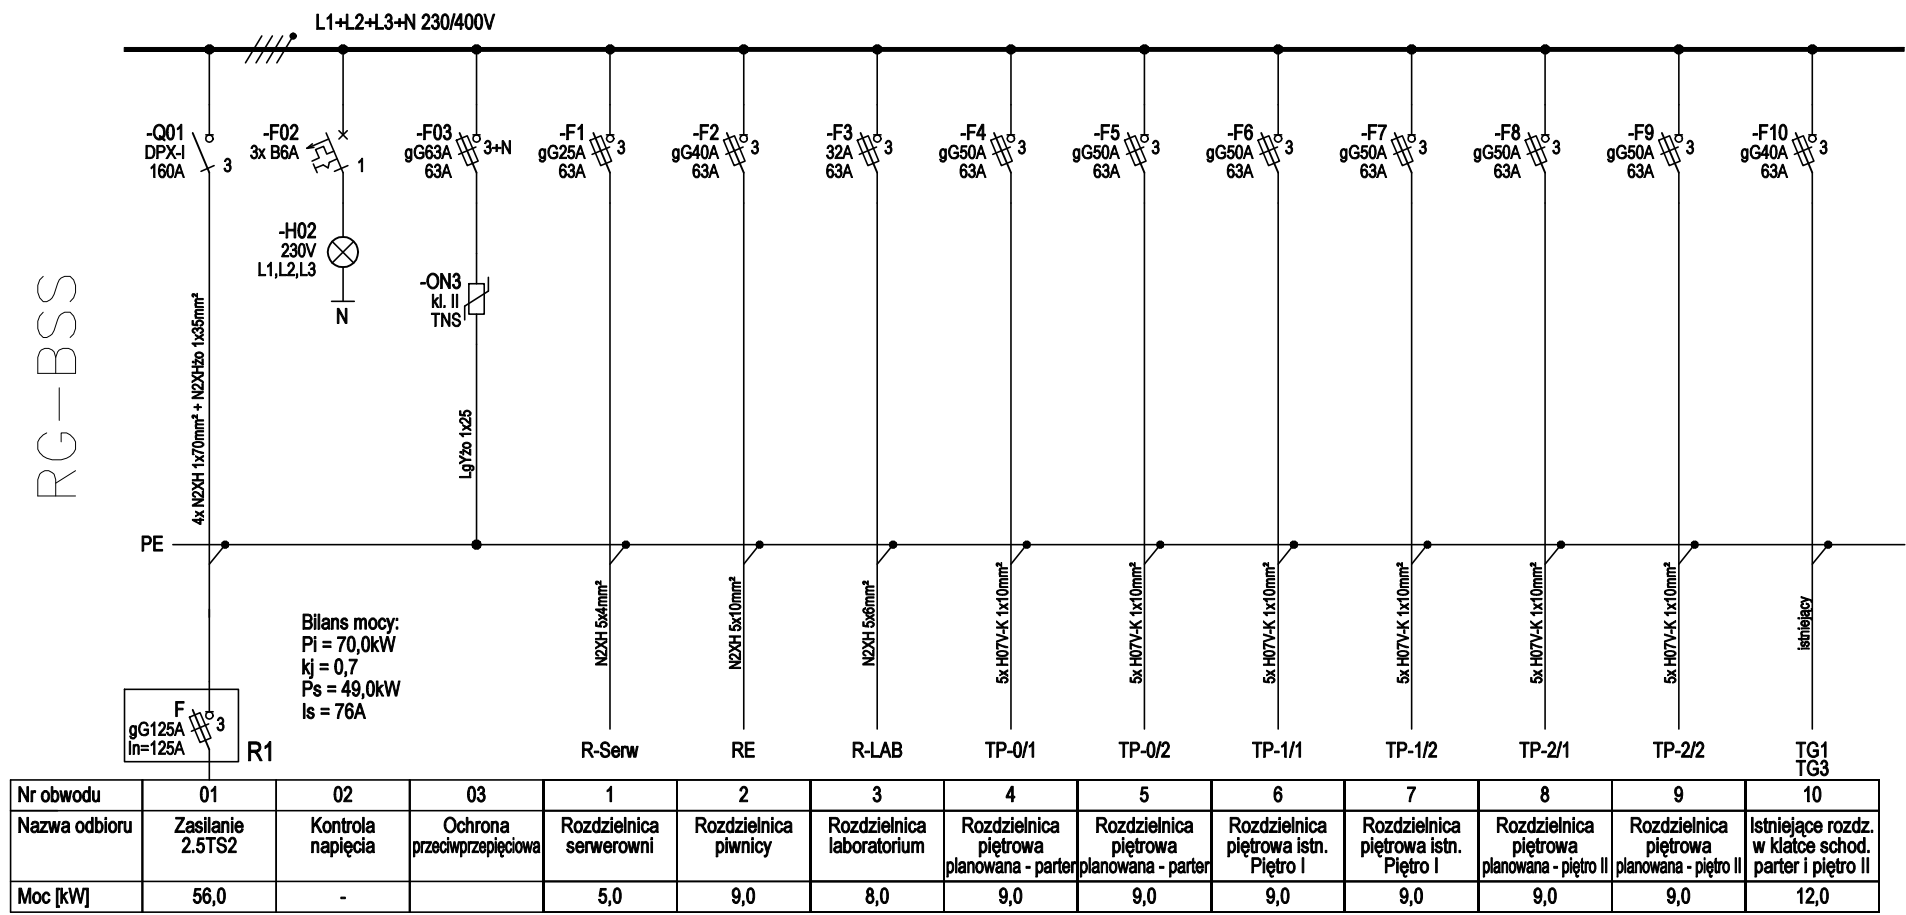 L1+L2+L3+N 230/400V
-Q01
DPX-I
160A
3
-F02
3x B6A
1
-F03
gG63A
63A
3+N
-F1
gG25A
63A
3
-F2
gG40A
63A
3
-F3
32A
63A
3
-F4
gG50A
63A
3
-F5
gG50A
63A
3
-F6
gG50A
63A
3
-F7
gG50A
63A
3
-F8
gG50A
63A
3
-F9
gG50A
63A
3
-F10
gG40A
63A
3
-H02
230V
L1,L2,L3
N
-ON3
kl. II
TNS
RG-BSS
4x N2XH 1x70mm² + N2XHżo 1x35mm²
LgYżo 1x25
PE
N2XH 5x4mm²
N2XH 5x10mm²
N2XH 5x6mm²
5x H07V-K 1x10mm²
5x H07V-K 1x10mm²
5x H07V-K 1x10mm²
5x H07V-K 1x10mm²
5x H07V-K 1x10mm²
5x H07V-K 1x10mm²
istniejący
Bilans mocy:
Pi = 70,0kW
kj = 0,7
Ps = 49,0kW
Is = 76A
F
gG125A
In=125A
3
R1
R-Serw
RE
R-LAB
TP-0/1
TP-0/2
TP-1/1
TP-1/2
TP-2/1
TP-2/2
TG1
TG3
Nr obwodu 01 02 03 1 2 3 4 5 6 7 8 9 10
Nazwa odbioru
Zasilanie
2.5TS2
Kontrola
napięcia
Ochrona
przeciwprzepięciowa
Rozdzielnica
serwerowni
Rozdzielnica
piwnicy
Rozdzielnica
laboratorium
Rozdzielnica
piętrowa
planowana - parter
Rozdzielnica
piętrowa
planowana - parter
Rozdzielnica
piętrowa istn.
Piętro I
Rozdzielnica
piętrowa istn.
Piętro I
Rozdzielnica
piętrowa
planowana - piętro II
Rozdzielnica
piętrowa
planowana - piętro II
Istniejące rozdz.
w klatce schod.
parter i piętro II
Moc [kW] 56,0 - 5,0 9,0 8,0 9,0 9,0 9,0 9,0 9,0 9,0 12,0